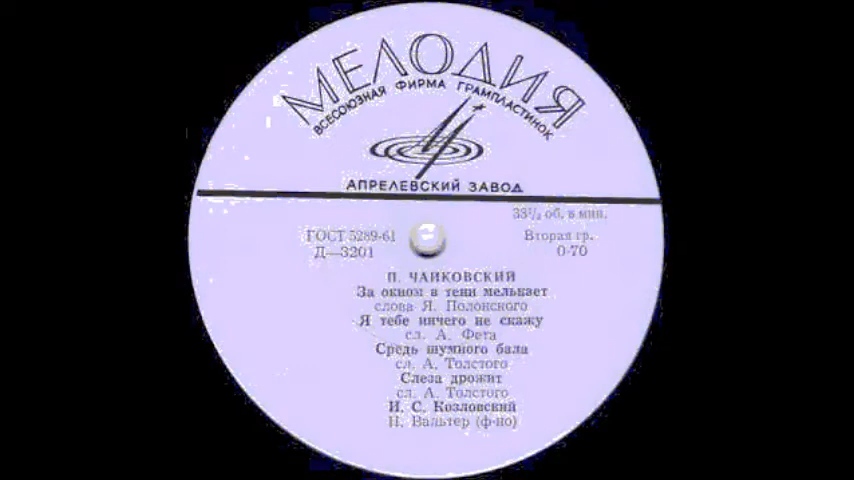 МЕЛОДИЯ
ВСЕСОЮЗНАЯ ФИРМА ГРАМПЛАСТИНОК
АПРЕЛЕВСКИЙ ЗАВОД
33½ об. в мин.
ГОСТ 5289-61
Вторая гр.
Д—3201
0-70
П. ЧАЙКОВСКИЙ
За окном в тени мелькает
слова Я. Полонского
Я тебе ничего не скажу
сл. А. Фета
Средь шумного бала
сл. А. Толстого
Слеза дрожит
сл. А. Толстого
И. С. Козловский
Н. Вальтер (ф-но)